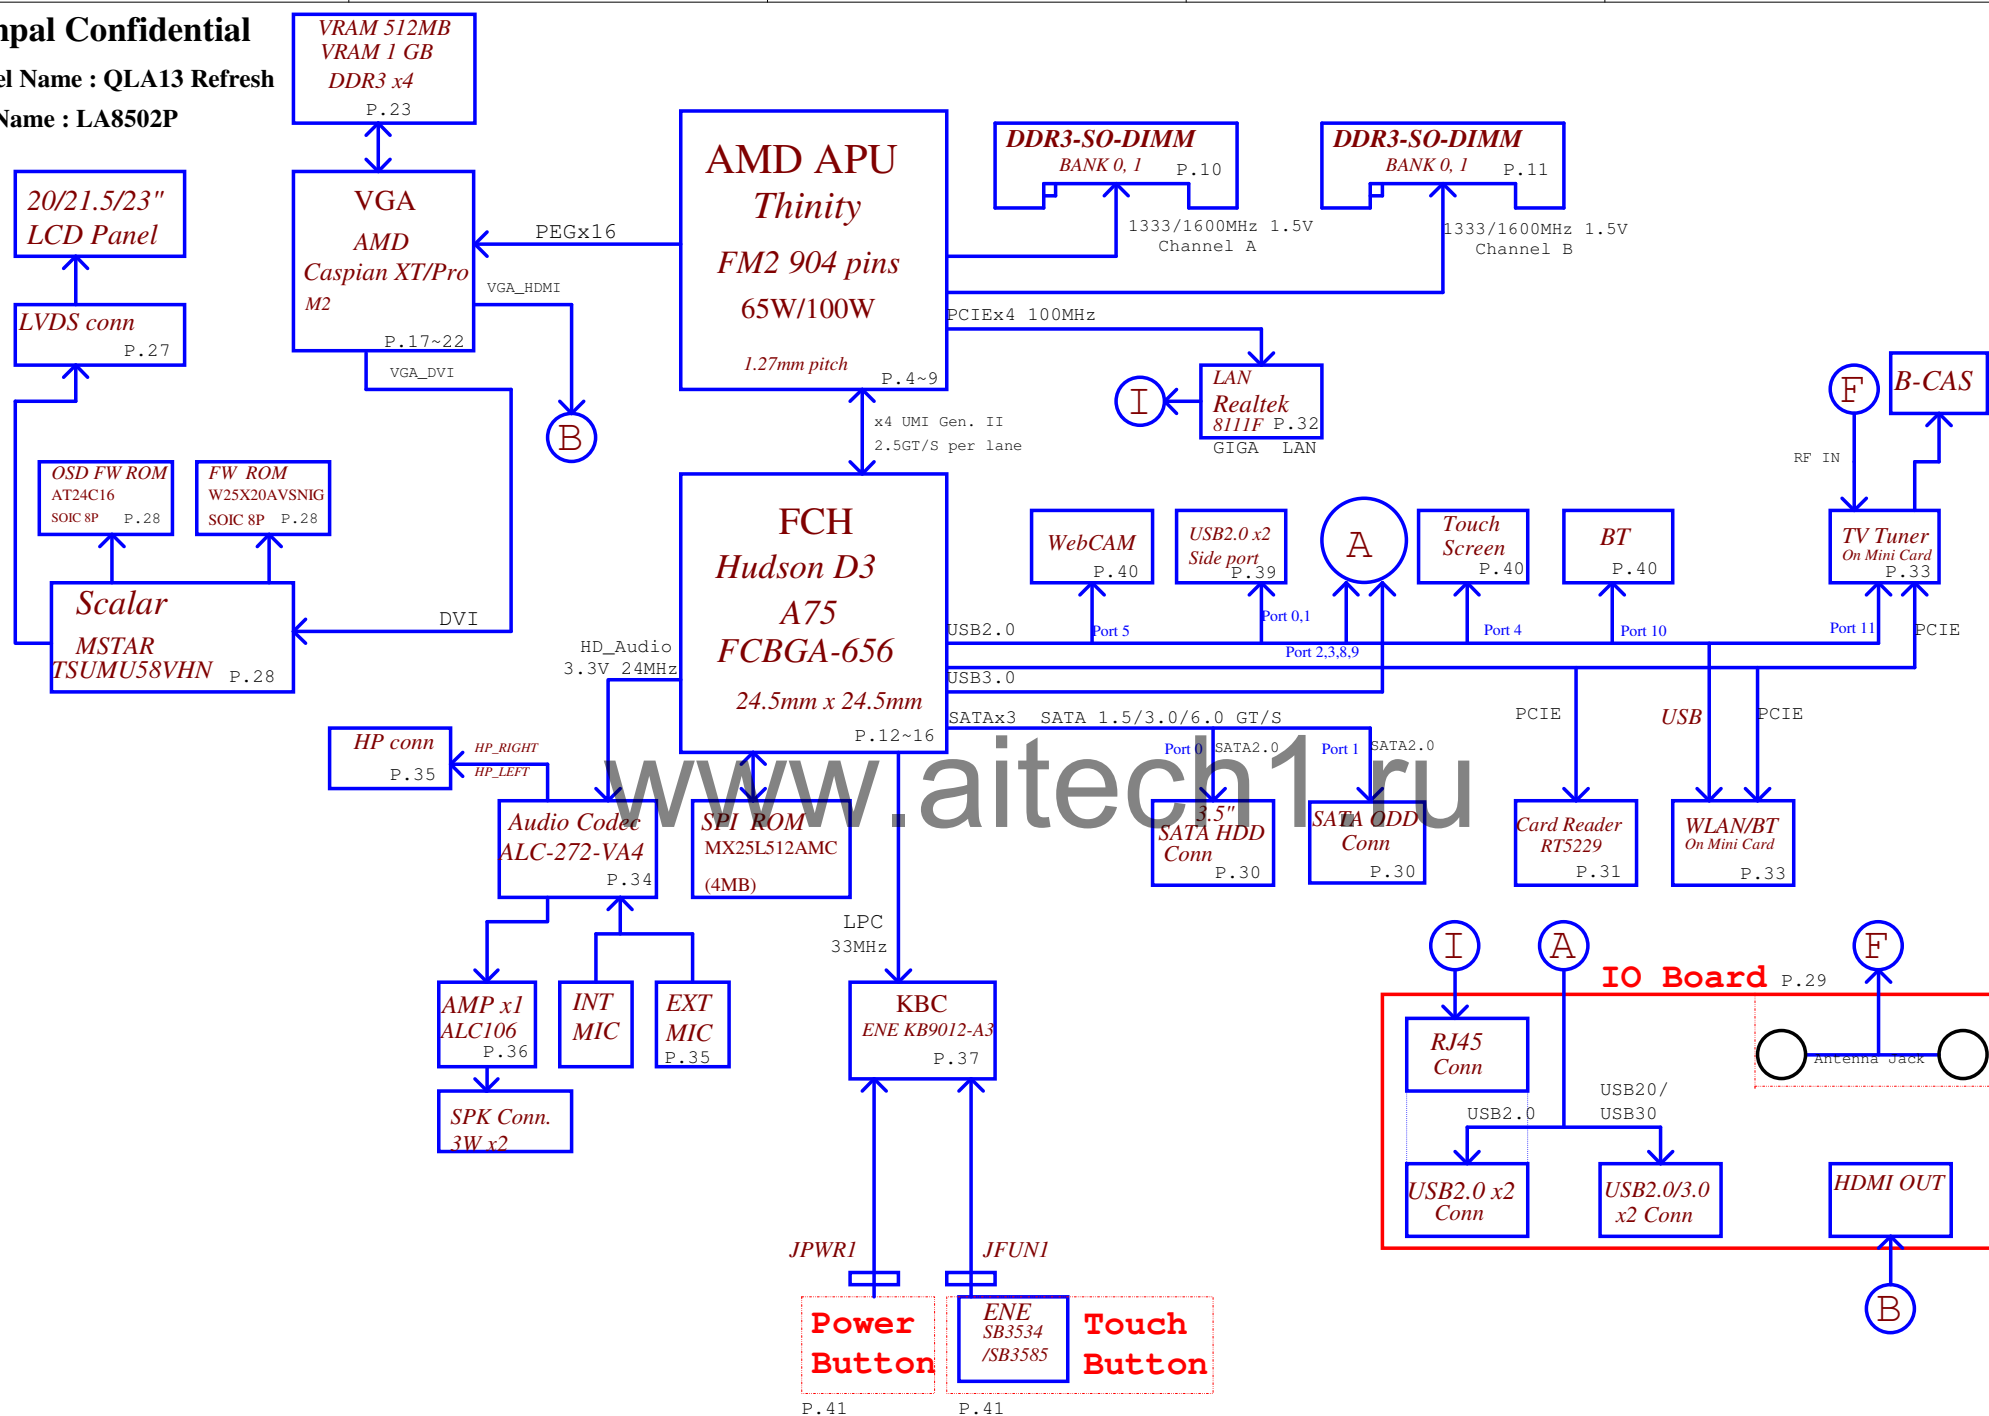 mpal Confidential
el Name : QLA13 Refresh
Name : LA8502P
VRAM 512MB
VRAM 1 GB
DDR3 x4
P.23
20/21.5/23"
LCD Panel
LVDS conn
P.27
VGA
AMD
Caspian XT/Pro
M2
P.17~22
PEGx16
VGA_HDMI
VGA_DVI
B
AMD APU
Thinity
FM2 904 pins
65W/100W
1.27mm pitch
P.4~9
DDR3-SO-DIMM
BANK 0, 1
P.10
1333/1600MHz 1.5V
Channel A
DDR3-SO-DIMM
BANK 0, 1
P.11
1333/1600MHz 1.5V
Channel B
PCIEx4 100MHz
I
LAN
Realtek
8111F P.32
GIGA LAN
x4 UMI Gen. II
2.5GT/S per lane
F
B-CAS
RF IN
OSD FW ROM
AT24C16
SOIC 8P P.28
FW ROM
W25X20AVSNIG
SOIC 8P P.28
Scalar
MSTAR
TSUMU58VHN P.28
DVI
FCH
Hudson D3
A75
FCBGA-656
24.5mm x 24.5mm
P.12~16
HD_Audio
3.3V 24MHz
WebCAM
P.40
USB2.0 x2
Side port
P.39
A
Touch
Screen
P.40
BT
P.40
TV Tuner
On Mini Card
P.33
USB2.0
Port 5
Port 0,1
Port 2,3,8,9
Port 4
Port 10
Port 11
PCIE
USB3.0
SATAx3 SATA 1.5/3.0/6.0 GT/S
Port 0
SATA2.0
Port 1
SATA2.0
PCIE
USB
PCIE
HP conn
P.35
HP_RIGHT
HP_LEFT
www.aitech1.ru
Audio Codec
ALC-272-VA4
P.34
SPI ROM
MX25L512AMC
(4MB)
3.5"
SATA HDD
Conn
P.30
SATA ODD
Conn
P.30
Card Reader
RT5229
P.31
WLAN/BT
On Mini Card
P.33
LPC
33MHz
AMP x1
ALC106
P.36
INT
MIC
EXT
MIC
P.35
KBC
ENE KB9012-A3
P.37
SPK Conn.
3W x2
I
A
F
IO Board P.29
RJ45
Conn
Antenna Jack
USB2.0
USB20/
USB30
USB2.0 x2
Conn
USB2.0/3.0
x2 Conn
HDMI OUT
B
JPWR1
JFUN1
Power
Button
P.41
ENE
SB3534
/SB3585
Touch
Button
P.41